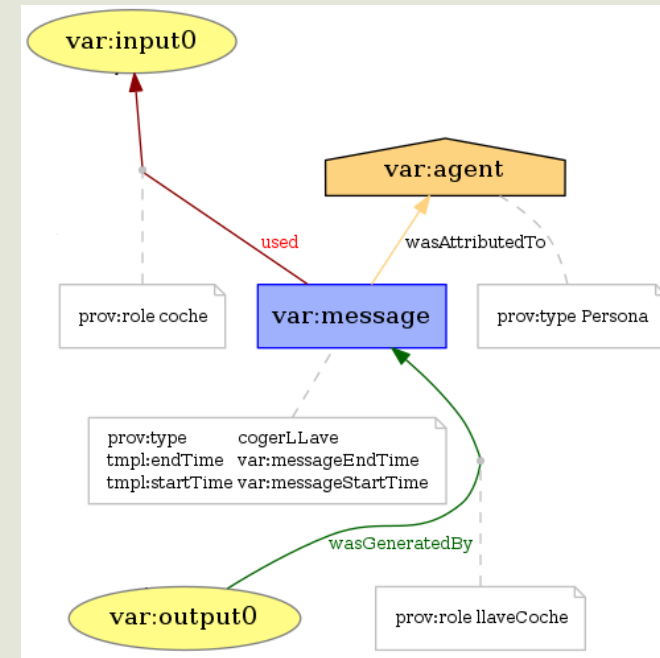 var:input0
var:agent
used
wasAttributedTo
prov:role coche
var:message
prov:type Persona
prov:type cogerLLave
tmpl:endTime var:messageEndTime
tmpl:startTime var:messageStartTime
wasGeneratedBy
var:output0
prov:role llaveCoche